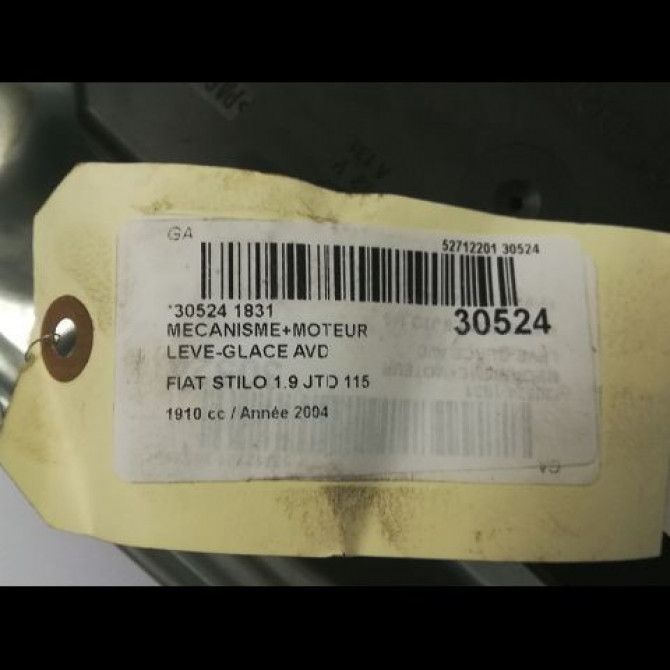 GA
52712201 30524
*30524 1831
30524
MECANISME+MOTEUR
LEVE-GLACE AVD
FIAT STILO 1.9 JTD 115
1910 cc / Année 2004
GA